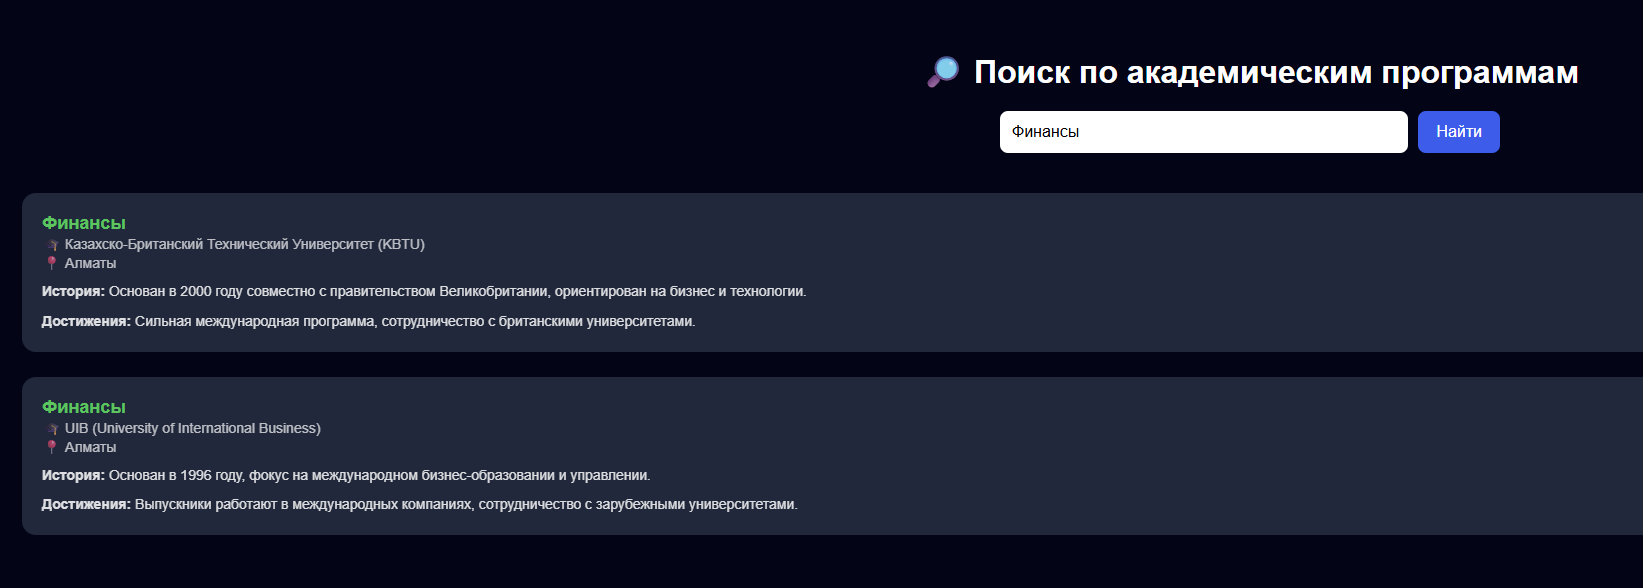 🔎 Поиск по академическим программам
Финансы
Найти
Финансы
🎓 Казахско-Британский Технический Университет (KBTU)
📍 Алматы
История: Основан в 2000 году совместно с правительством Великобритании, ориентирован на бизнес и технологии.
Достижения: Сильная международная программа, сотрудничество с британскими университетами.
Финансы
🎓 UIB (University of International Business)
📍 Алматы
История: Основан в 1996 году, фокус на международном бизнес-образовании и управлении.
Достижения: Выпускники работают в международных компаниях, сотрудничество с зарубежными университетами.